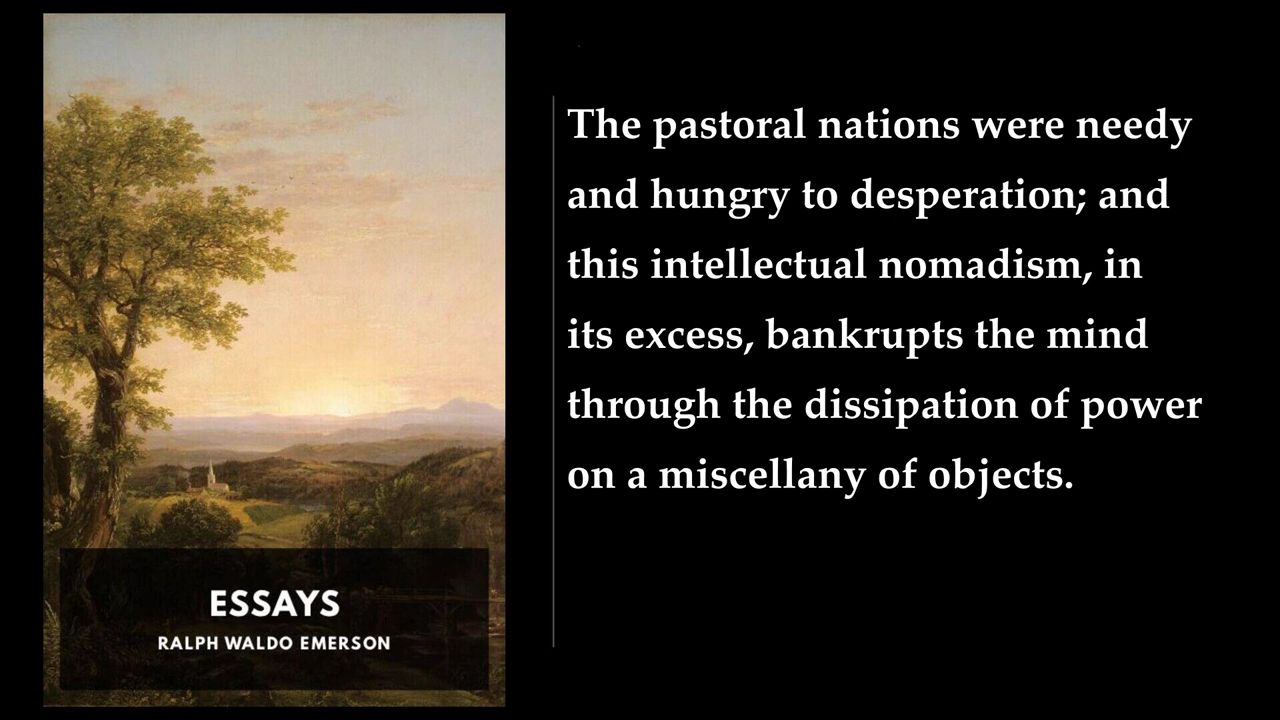 ESSAYS
RALPH WALDO EMERSON
The pastoral nations were needy
and hungry to desperation; and
this intellectual nomadism, in
its excess, bankrupts the mind
through the dissipation of power
on a miscellany of objects.